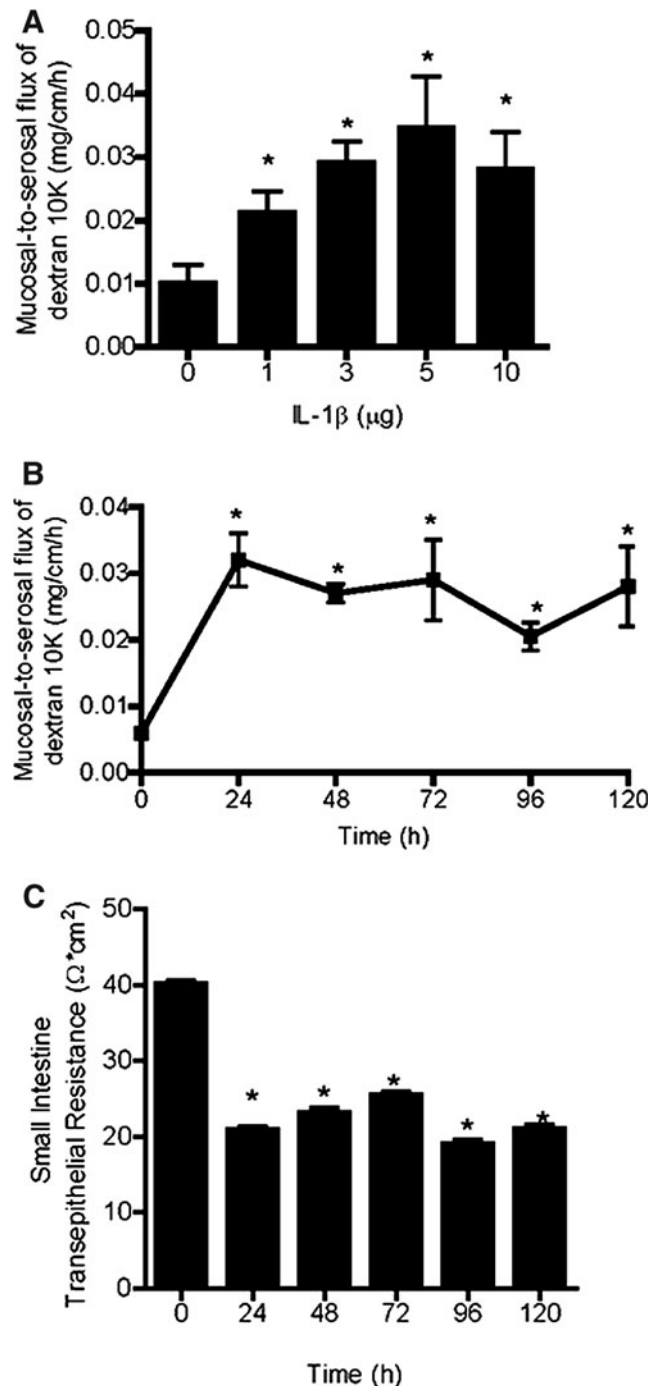 A
Mucosal-to-serosal flux of
dextran 10K (mg/cm/h)
0.05
0.04
0.03
0.02
0.01
0.00
* * * *
0 1 3 5 10
IL-1β (μg)
B
Mucosal-to-serosal flux of
dextran 10K (mg/cm/h)
0.04
0.03
0.02
0.01
0.00
* * * * *
0 24 48 72 96 120
Time (h)
C
Small Intestine
Transepithelial Resistance (Ω*cm²)
50
40
30
20
10
0
* * * * *
0 24 48 72 96 120
Time (h)